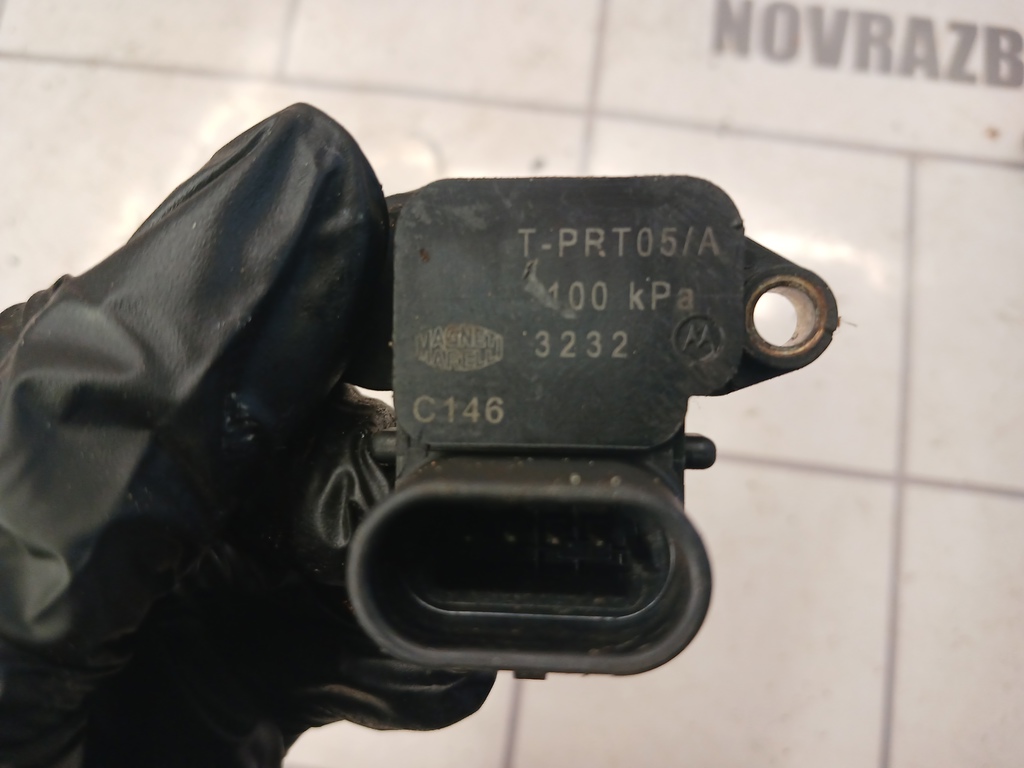 NOVRAZB
T-PRT05/A
100 kPa
MAGNETI
MARELLI
3232
C146